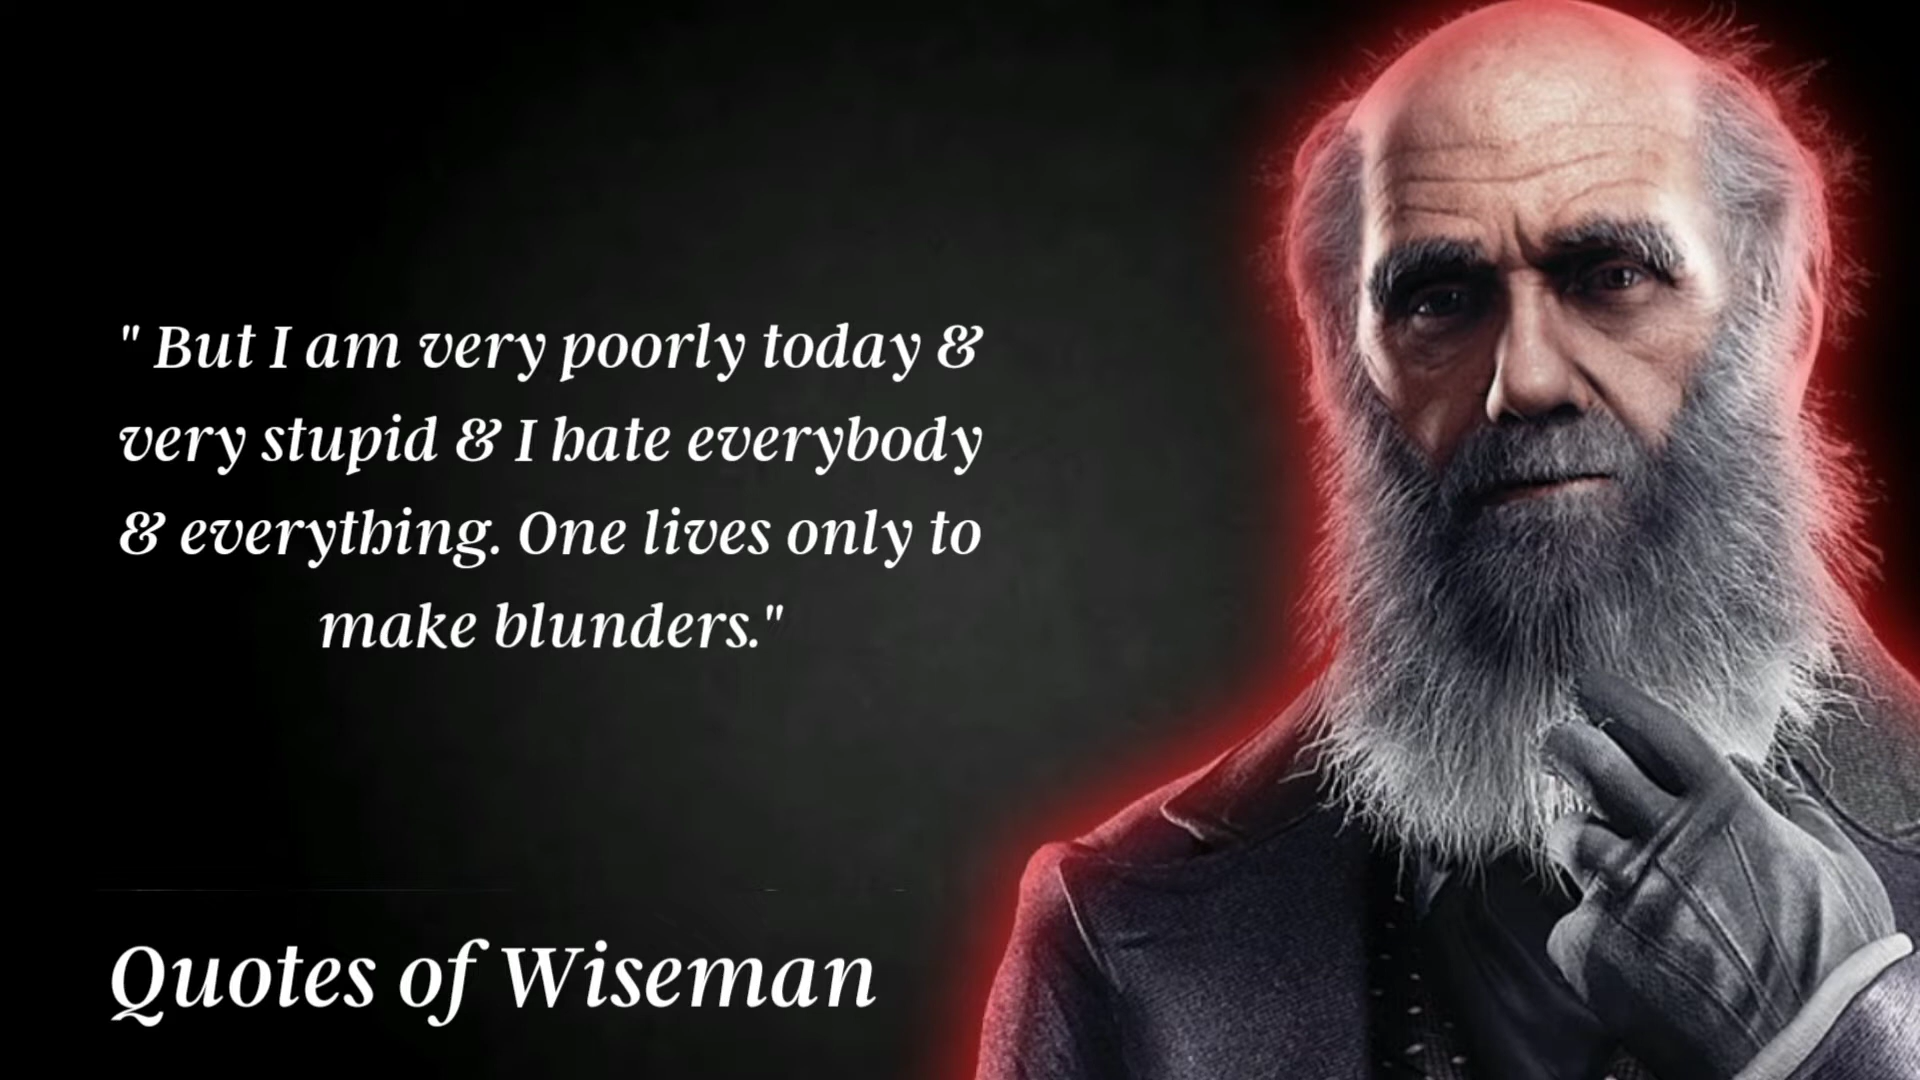 " But I am very poorly today &
very stupid & I hate everybody
& everything. One lives only to
make blunders."
Quotes of Wiseman